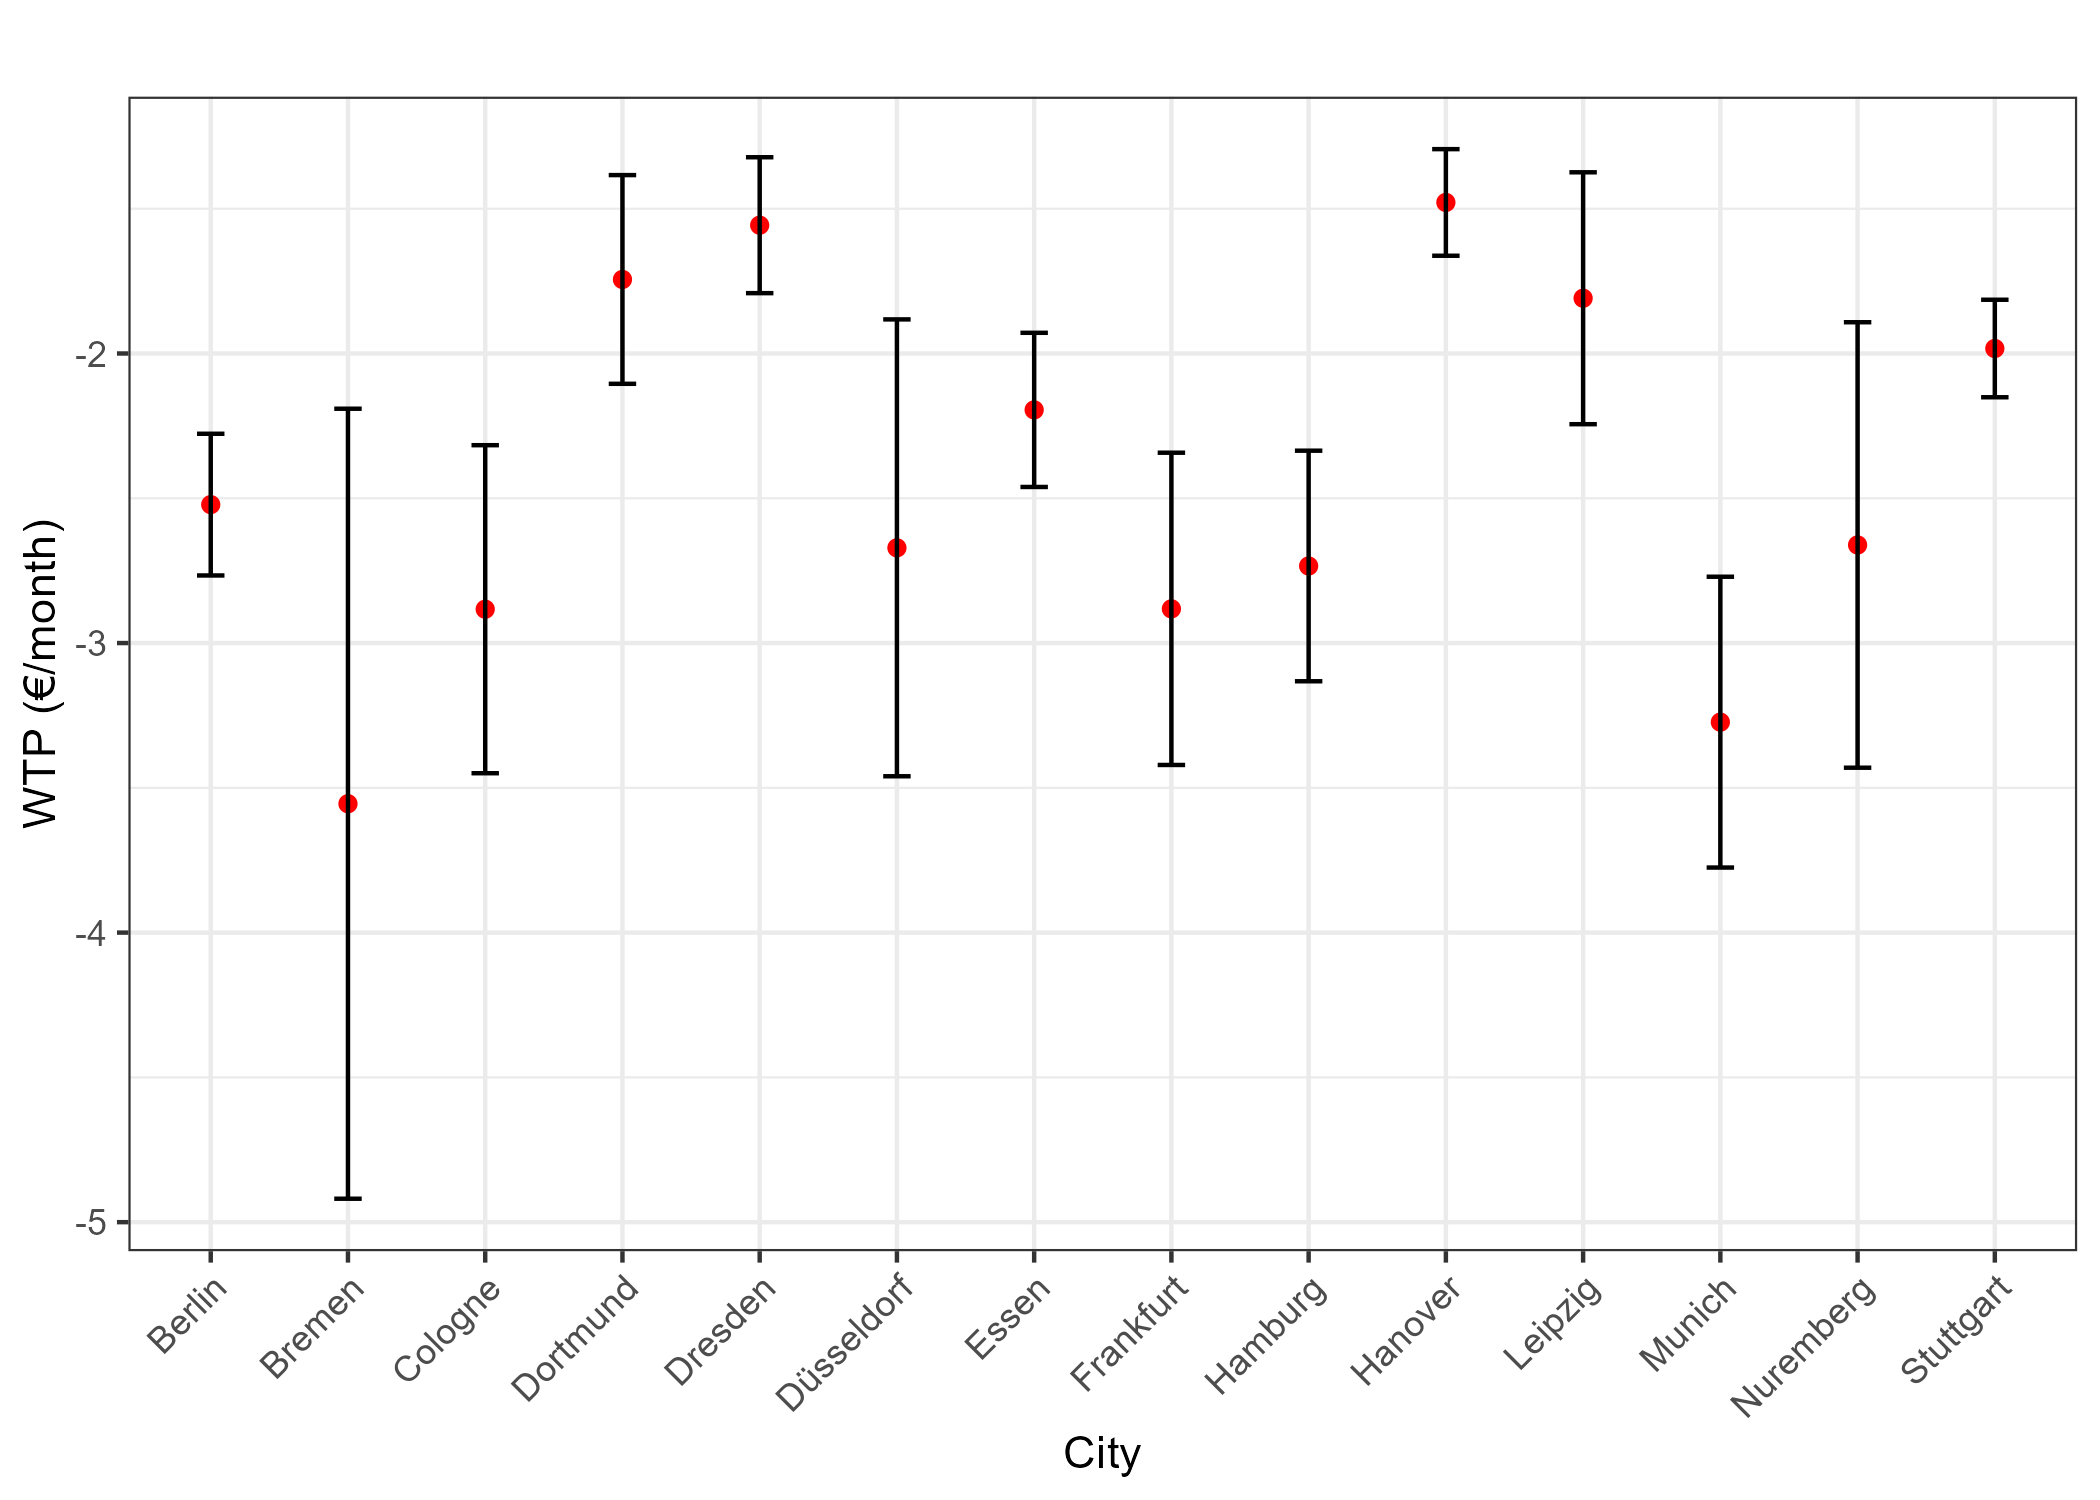 WTP (€/month)
-2
-3
-4
-5
Berlin
Bremen
Cologne
Dortmund
Dresden
Düsseldorf
Essen
Frankfurt
Hamburg
Hanover
Leipzig
Munich
Nuremberg
Stuttgart
City